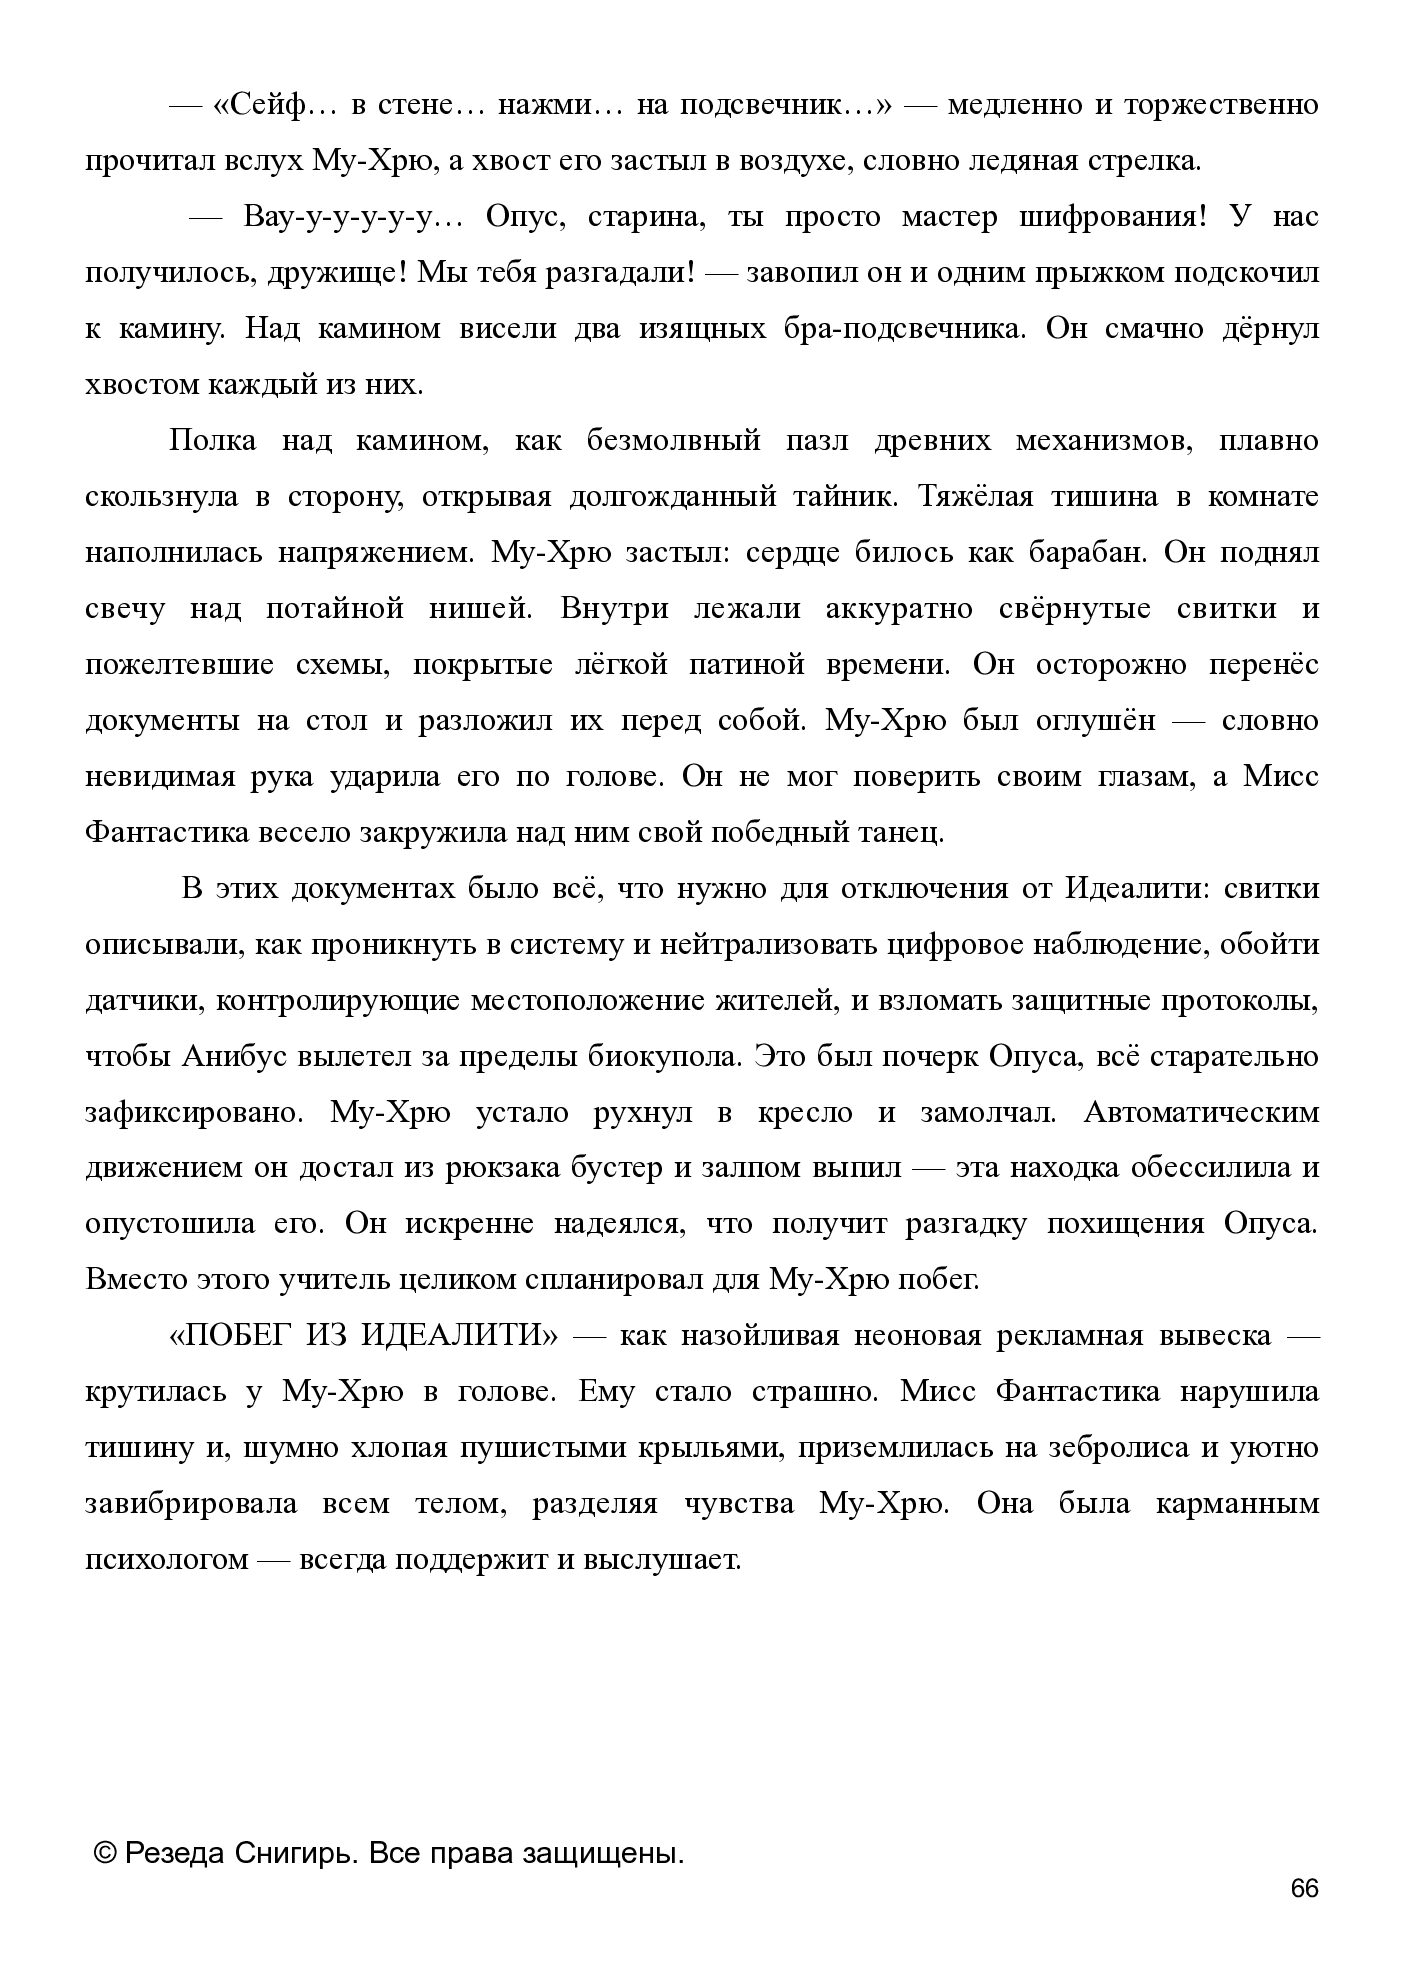 — «Сейф… в стене… нажми… на подсвечник…» — медленно и торжественно
прочитал вслух Му-Хрю, а хвост его застыл в воздухе, словно ледяная стрелка.
— Вау-у-у-у-у-у… Опус, старина, ты просто мастер шифрования! У нас
получилось, дружище! Мы тебя разгадали! — завопил он и одним прыжком подскочил
к камину. Над камином висели два изящных бра-подсвечника. Он смачно дёрнул
хвостом каждый из них.
Полка над камином, как безмолвный пазл древних механизмов, плавно
скользнула в сторону, открывая долгожданный тайник. Тяжёлая тишина в комнате
наполнилась напряжением. Му-Хрю застыл: сердце билось как барабан. Он поднял
свечу над потайной нишей. Внутри лежали аккуратно свёрнутые свитки и
пожелтевшие схемы, покрытые лёгкой патиной времени. Он осторожно перенёс
документы на стол и разложил их перед собой. Му-Хрю был оглушён — словно
невидимая рука ударила его по голове. Он не мог поверить своим глазам, а Мисс
Фантастика весело закружила над ним свой победный танец.
В этих документах было всё, что нужно для отключения от Идеалити: свитки
описывали, как проникнуть в систему и нейтрализовать цифровое наблюдение, обойти
датчики, контролирующие местоположение жителей, и взломать защитные протоколы,
чтобы Анибус вылетел за пределы биокупола. Это был почерк Опуса, всё старательно
зафиксировано. Му-Хрю устало рухнул в кресло и замолчал. Автоматическим
движением он достал из рюкзака бустер и залпом выпил — эта находка обессилила и
опустошила его. Он искренне надеялся, что получит разгадку похищения Опуса.
Вместо этого учитель целиком спланировал для Му-Хрю побег.
«ПОБЕГ ИЗ ИДЕАЛИТИ» — как назойливая неоновая рекламная вывеска —
крутилась у Му-Хрю в голове. Ему стало страшно. Мисс Фантастика нарушила
тишину и, шумно хлопая пушистыми крыльями, приземлилась на зебролиса и уютно
завибрировала всем телом, разделяя чувства Му-Хрю. Она была карманным
психологом — всегда поддержит и выслушает.
© Резеда Снигирь. Все права защищены.
66